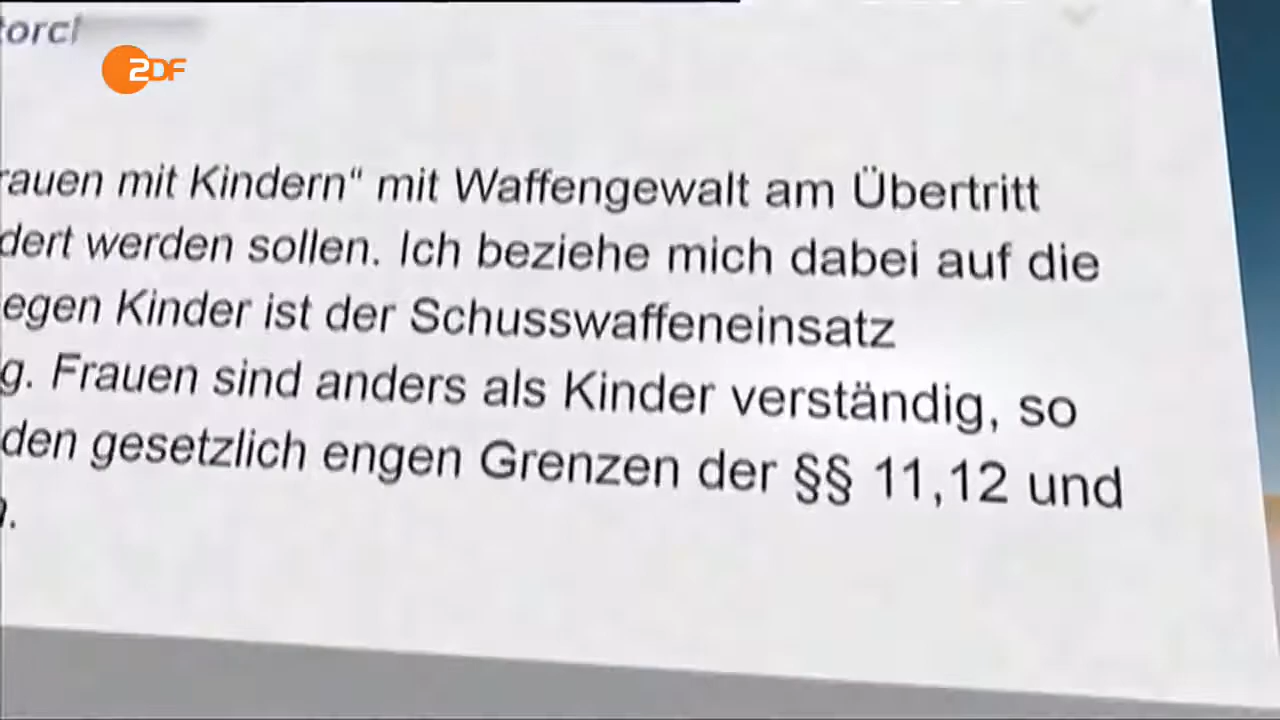 torcl
ZDF
rauen mit Kindern“ mit Waffengewalt am Übertritt
dert werden sollen. Ich beziehe mich dabei auf die
egen Kinder ist der Schusswaffeneinsatz
g. Frauen sind anders als Kinder verständig, so
den gesetzlich engen Grenzen der §§ 11,12 und
.